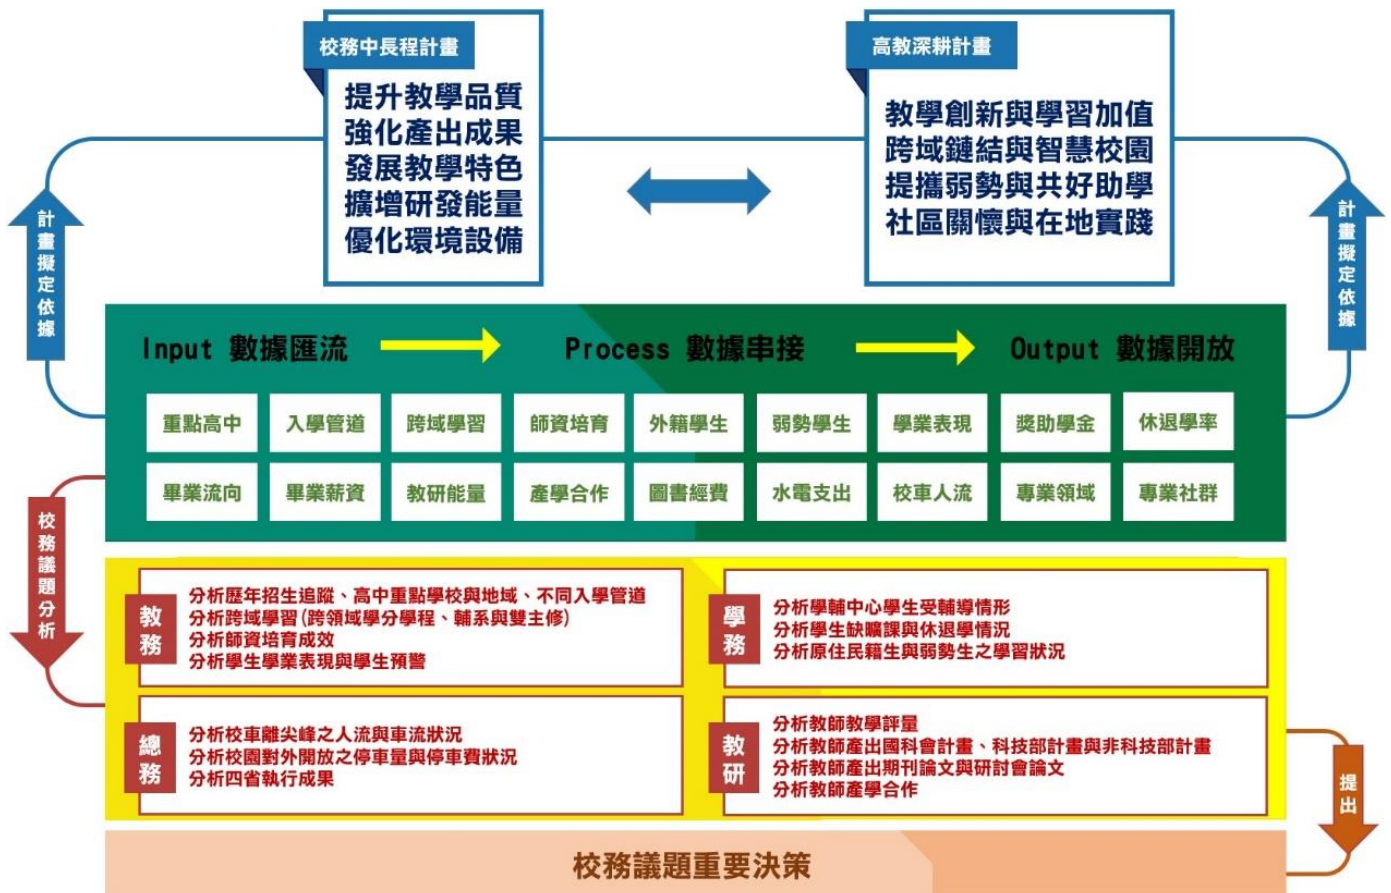 校務中長程計畫
提升教學品質
強化產出成果
發展教學特色
擴增研發能量
優化環境設備
高教深耕計畫
教學創新與學習加值
跨域鏈結與智慧校園
提攜弱勢與共好助學
社區關懷與在地實踐
計畫擬定依據
計畫擬定依據
Input 數據匯流
Process 數據串接
Output 數據開放
重點高中
入學管道
跨域學習
師資培育
外籍學生
弱勢學生
學業表現
獎助學金
休退學率
畢業流向
畢業薪資
教研能量
產學合作
圖書經費
水電支出
校車人流
專業領域
專業社群
校務議題分析
教務
分析歷年招生追蹤、高中重點學校與地域、不同入學管道
分析跨域學習(跨領域學分學程、輔系與雙主修)
分析師資培育成效
分析學生學業表現與學生預警
學務
分析學輔中心學生受輔導情形
分析學生缺曠課與休退學情況
分析原住民籍生與弱勢生之學習狀況
總務
分析校車離尖峰之人流與車流狀況
分析校園對外開放之停車量與停車費狀況
分析四省執行成果
教研
分析教師教學評量
分析教師產出國科會計畫、科技部計畫與非科技部計畫
分析教師產出期刊論文與研討會論文
分析教師產學合作
提出
校務議題重要決策